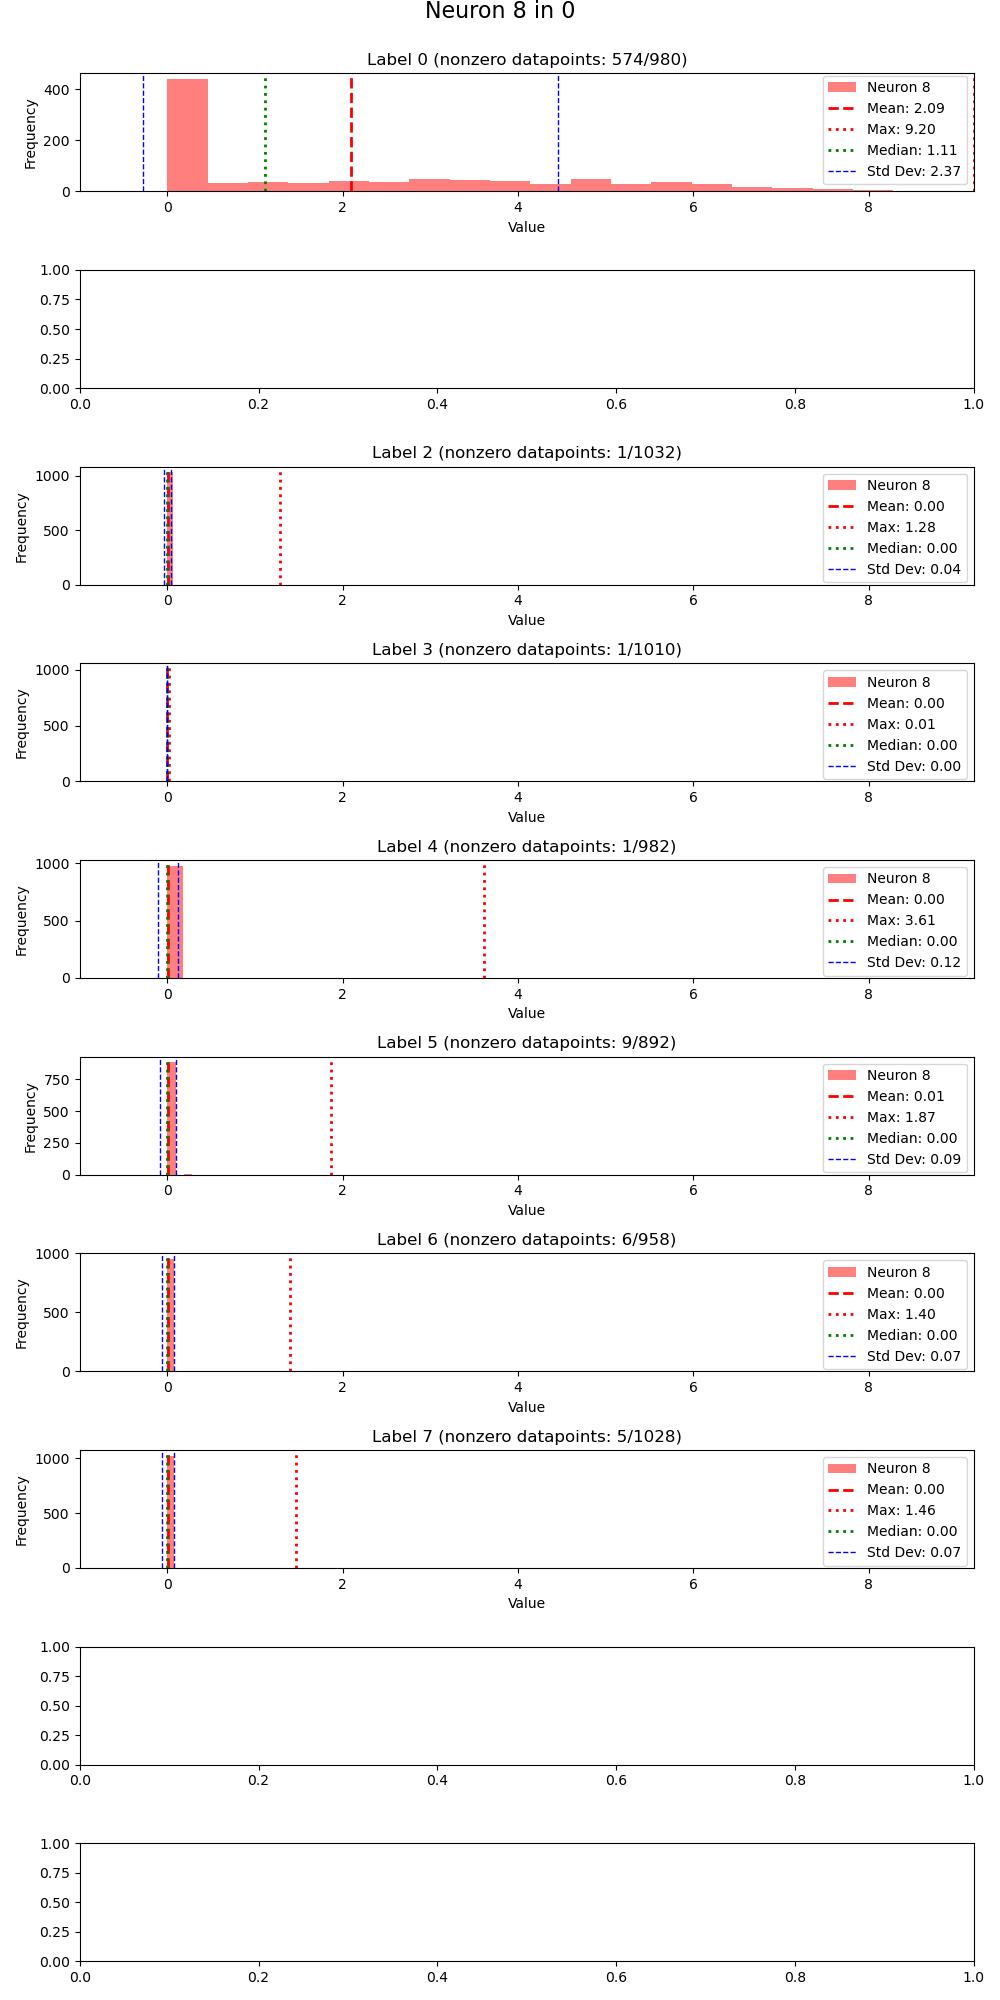 Neuron 8 in 0
Label 0 (nonzero datapoints: 574/980)
400
200
0
Frequency
Neuron 8
Mean: 2.09
Max: 9.20
Median: 1.11
Std Dev: 2.37
0 2 4 6 8
Value
1.00
0.75
0.50
0.25
0.00
0.0 0.2 0.4 0.6 0.8 1.0
Label 2 (nonzero datapoints: 1/1032)
1000
500
0
Frequency
Neuron 8
Mean: 0.00
Max: 1.28
Median: 0.00
Std Dev: 0.04
0 2 4 6 8
Value
Label 3 (nonzero datapoints: 1/1010)
1000
500
0
Frequency
Neuron 8
Mean: 0.00
Max: 0.01
Median: 0.00
Std Dev: 0.00
0 2 4 6 8
Value
Label 4 (nonzero datapoints: 1/982)
1000
500
0
Frequency
Neuron 8
Mean: 0.00
Max: 3.61
Median: 0.00
Std Dev: 0.12
0 2 4 6 8
Value
Label 5 (nonzero datapoints: 9/892)
750
500
250
0
Frequency
Neuron 8
Mean: 0.01
Max: 1.87
Median: 0.00
Std Dev: 0.09
0 2 4 6 8
Value
Label 6 (nonzero datapoints: 6/958)
1000
500
0
Frequency
Neuron 8
Mean: 0.00
Max: 1.40
Median: 0.00
Std Dev: 0.07
0 2 4 6 8
Value
Label 7 (nonzero datapoints: 5/1028)
1000
500
0
Frequency
Neuron 8
Mean: 0.00
Max: 1.46
Median: 0.00
Std Dev: 0.07
0 2 4 6 8
Value
1.00
0.75
0.50
0.25
0.00
0.0 0.2 0.4 0.6 0.8 1.0
1.00
0.75
0.50
0.25
0.00
0.0 0.2 0.4 0.6 0.8 1.0